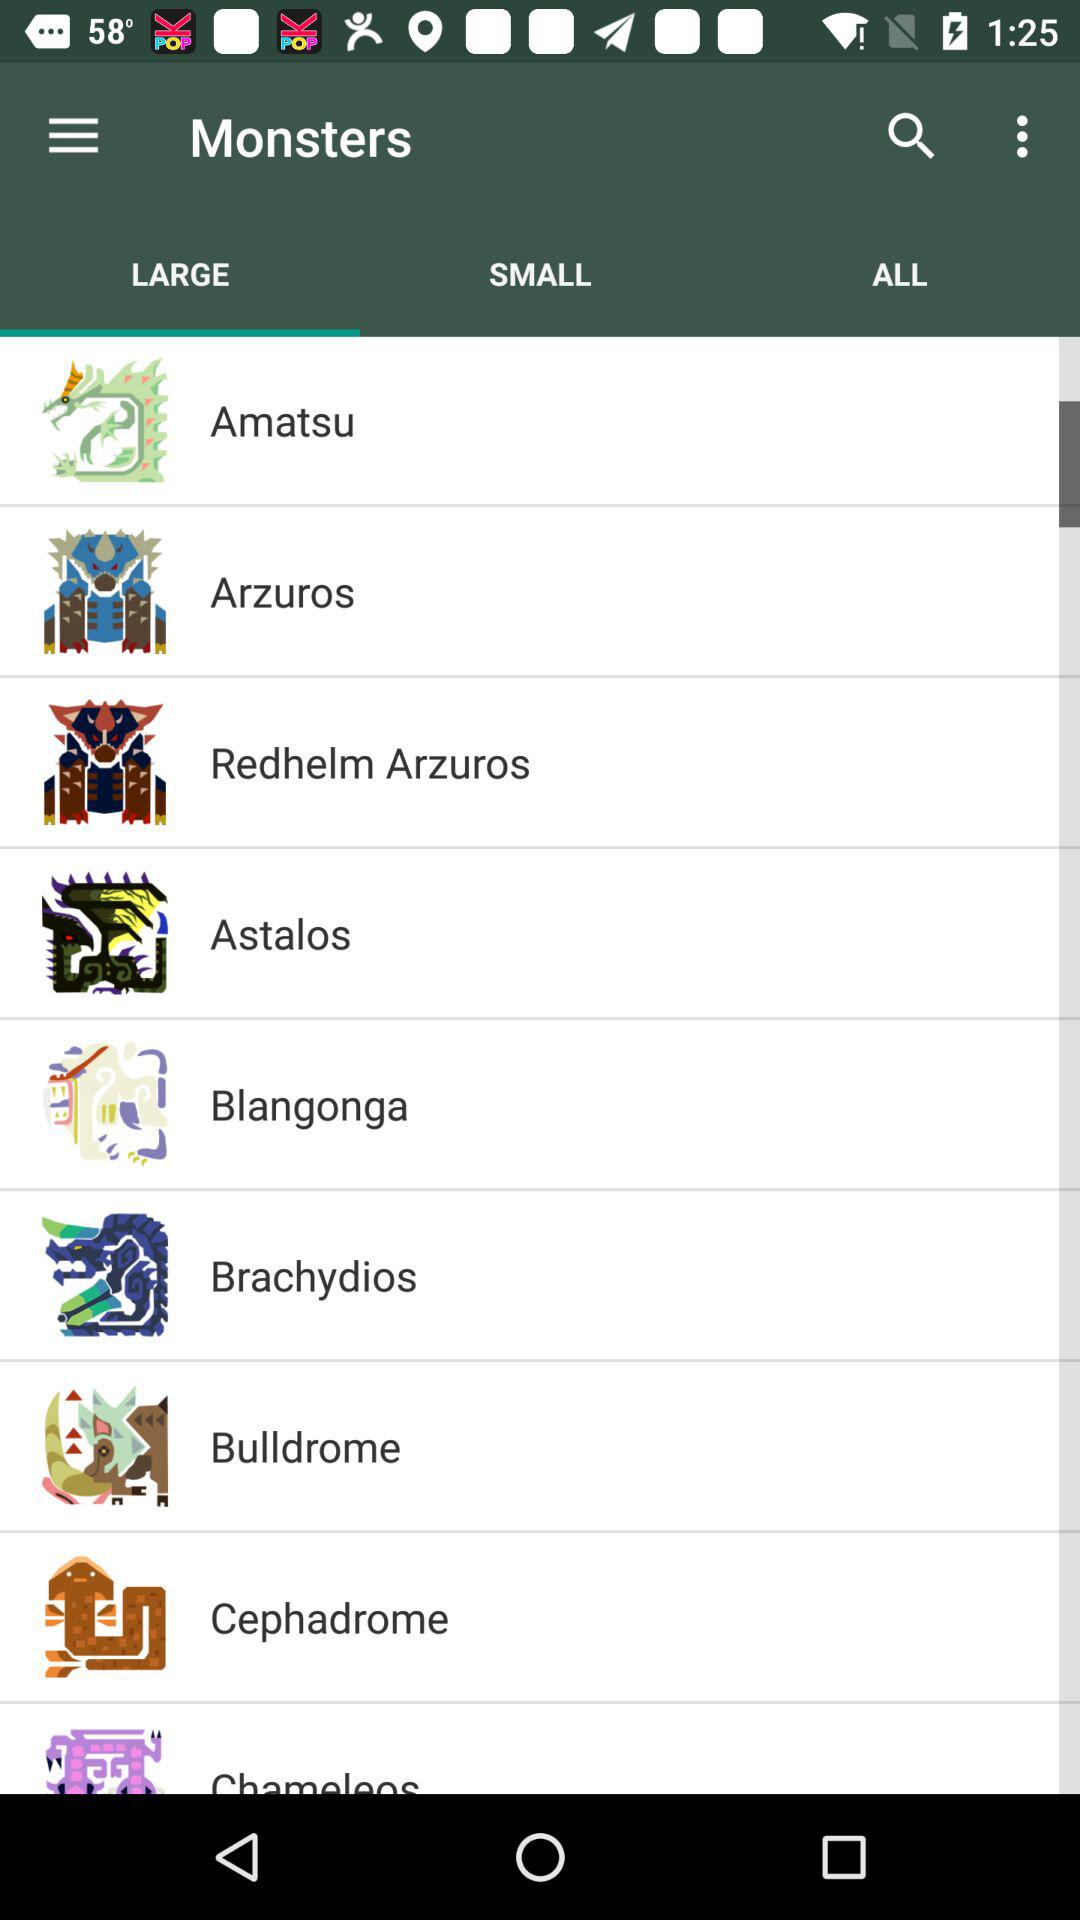 58° K POP K POP 1:25
Monsters
LARGE SMALL ALL
Amatsu
Arzuros
Redhelm Arzuros
Astalos
Blangonga
Brachydios
Bulldrome
Cephadrome
Chameleos